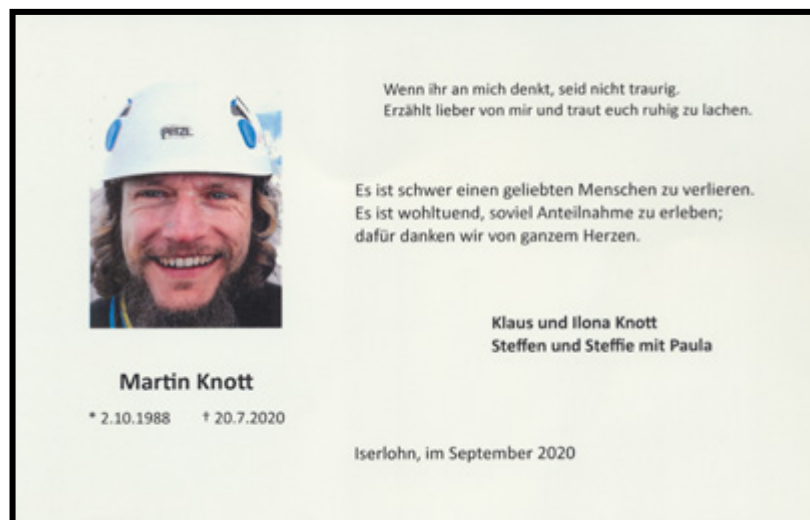 PETZL
Wenn ihr an mich denkt, seid nicht traurig.
Erzählt lieber von mir und traut euch ruhig zu lachen.
Es ist schwer einen geliebten Menschen zu verlieren.
Es ist wohltuend, soviel Anteilnahme zu erleben;
dafür danken wir von ganzem Herzen.
Klaus und Ilona Knott
Steffen und Steffie mit Paula
Martin Knott
* 2.10.1988 † 20.7.2020
Iserlohn, im September 2020